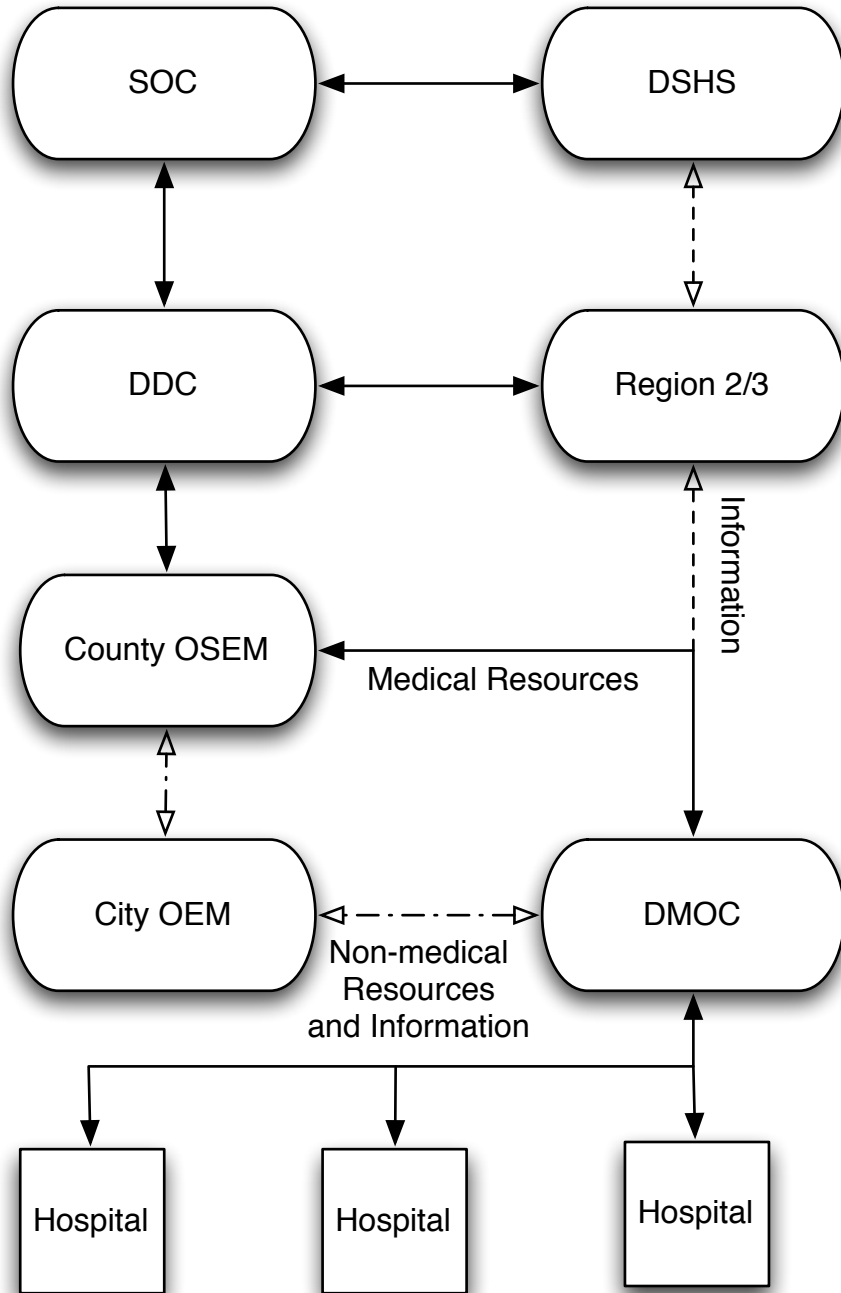 SOC
DSHS
DDC
Region 2/3
Information
County OSEM
Medical Resources
City OEM
DMOC
Non-medical
Resources
and Information
Hospital
Hospital
Hospital